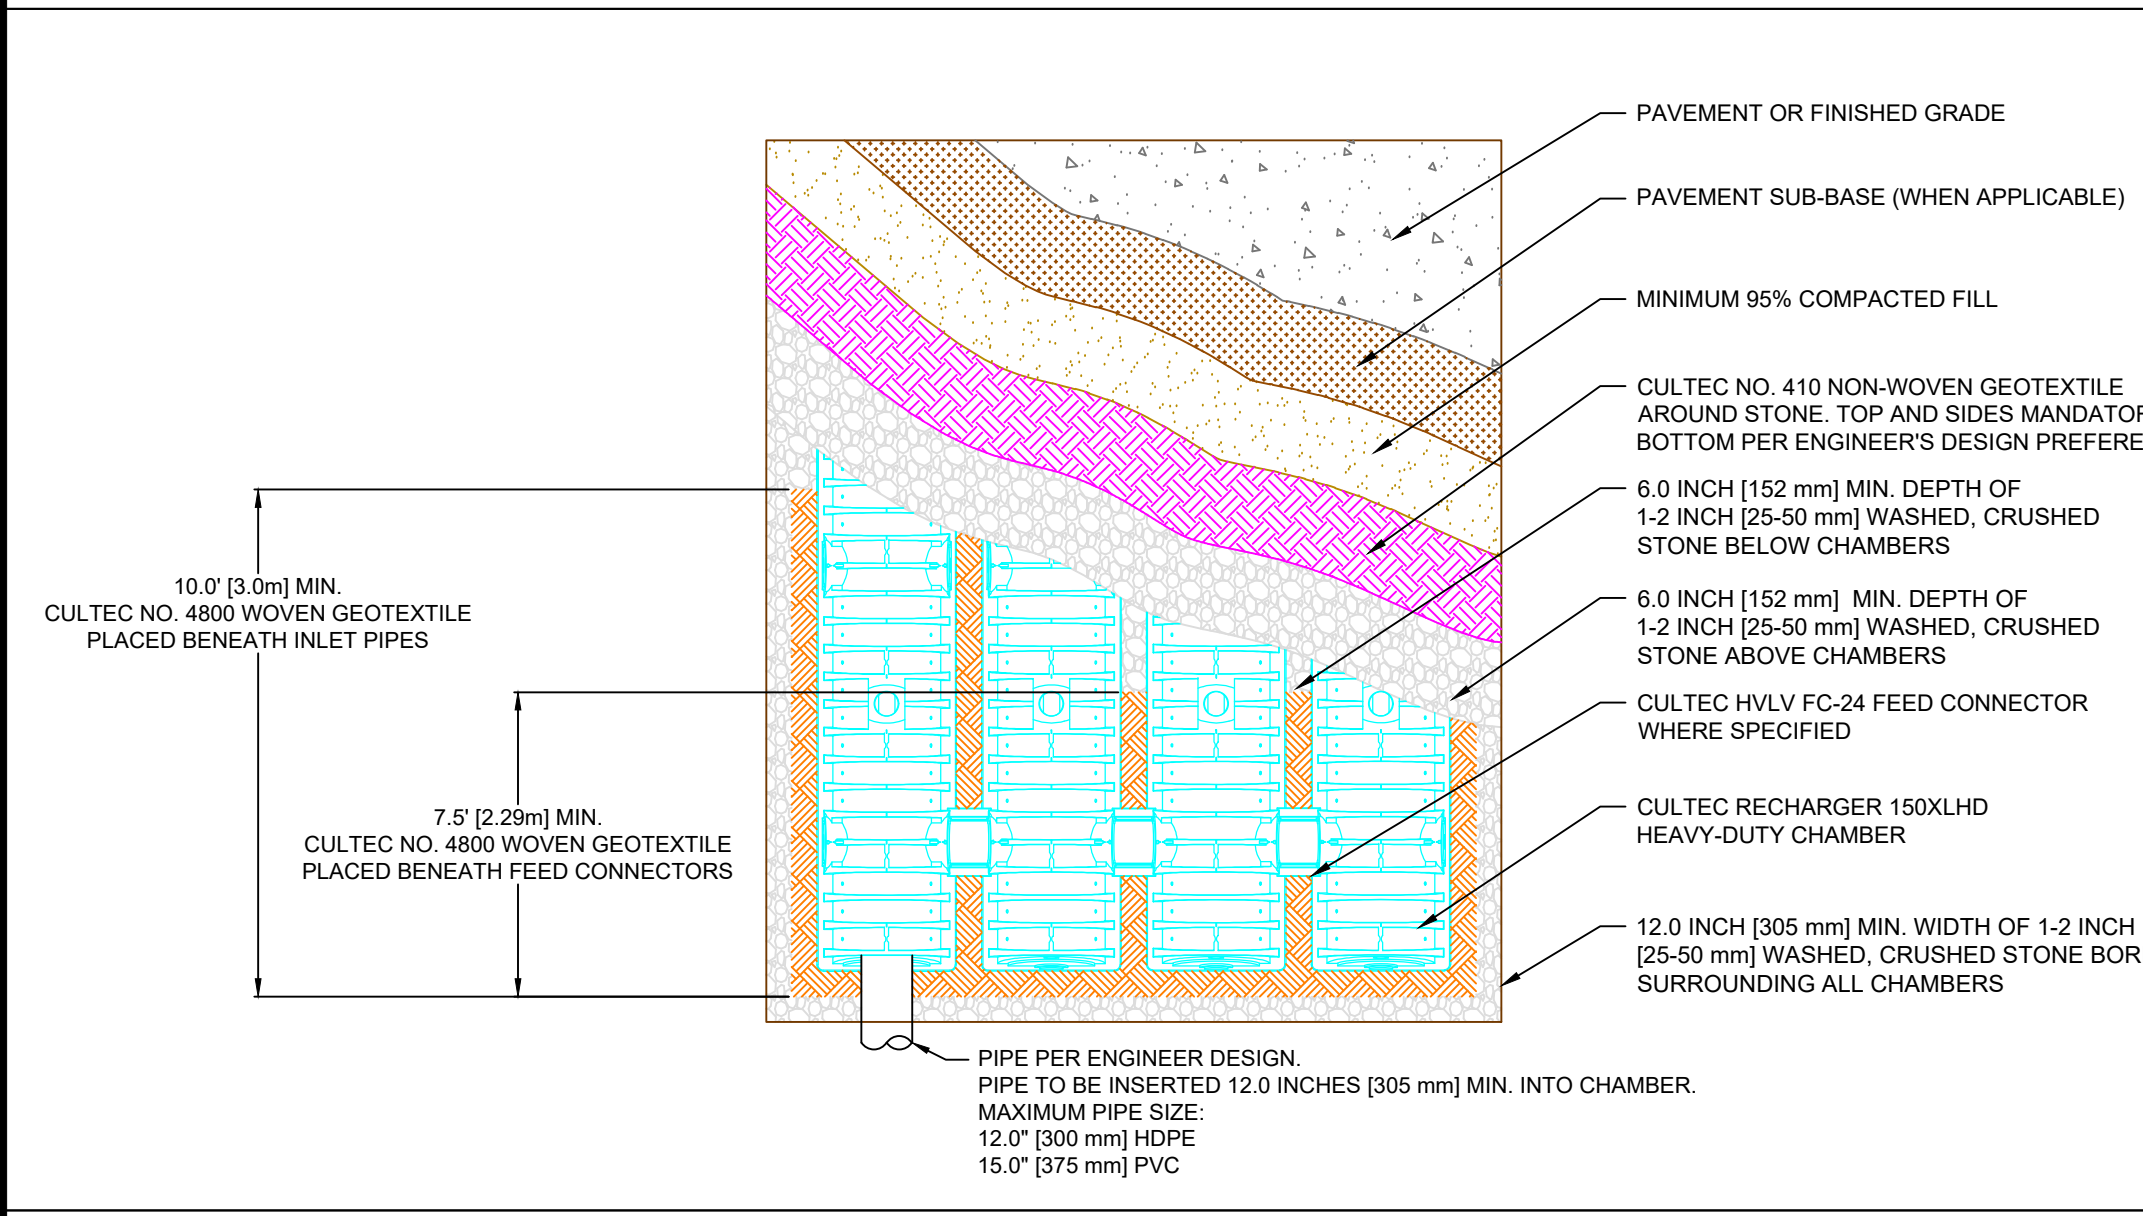 PAVEMENT OR FINISHED GRADE
PAVEMENT SUB-BASE (WHEN APPLICABLE)
MINIMUM 95% COMPACTED FILL
CULTEC NO. 410 NON-WOVEN GEOTEXTILE
AROUND STONE. TOP AND SIDES
BOTTOM PER ENGINEER'S DESIGN
6.0 INCH [152 mm] MIN. DEPTH OF
1-2 INCH [25-50 mm] WASHED, CRUSHED
STONE BELOW CHAMBERS
6.0 INCH [152 mm] MIN. DEPTH OF
1-2 INCH [25-50 mm] WASHED, CRUSHED
STONE ABOVE CHAMBERS
CULTEC HVLV FC-24 FEED CONNECTOR
WHERE SPECIFIED
CULTEC RECHARGER 150XLHD
HEAVY-DUTY CHAMBER
12.0 INCH [305 mm] MIN. WIDTH OF 1-2 INCH
[25-50 mm] WASHED, CRUSHED STONE
SURROUNDING ALL CHAMBERS
10.0' [3.0m] MIN.
CULTEC NO. 4800 WOVEN GEOTEXTILE
PLACED BENEATH INLET PIPES
7.5' [2.29m] MIN.
CULTEC NO. 4800 WOVEN GEOTEXTILE
PLACED BENEATH FEED CONNECTORS
PIPE PER ENGINEER DESIGN.
PIPE TO BE INSERTED 12.0 INCHES [305 mm] MIN. INTO CHAMBER.
MAXIMUM PIPE SIZE:
12.0" [300 mm] HDPE
15.0" [375 mm] PVC